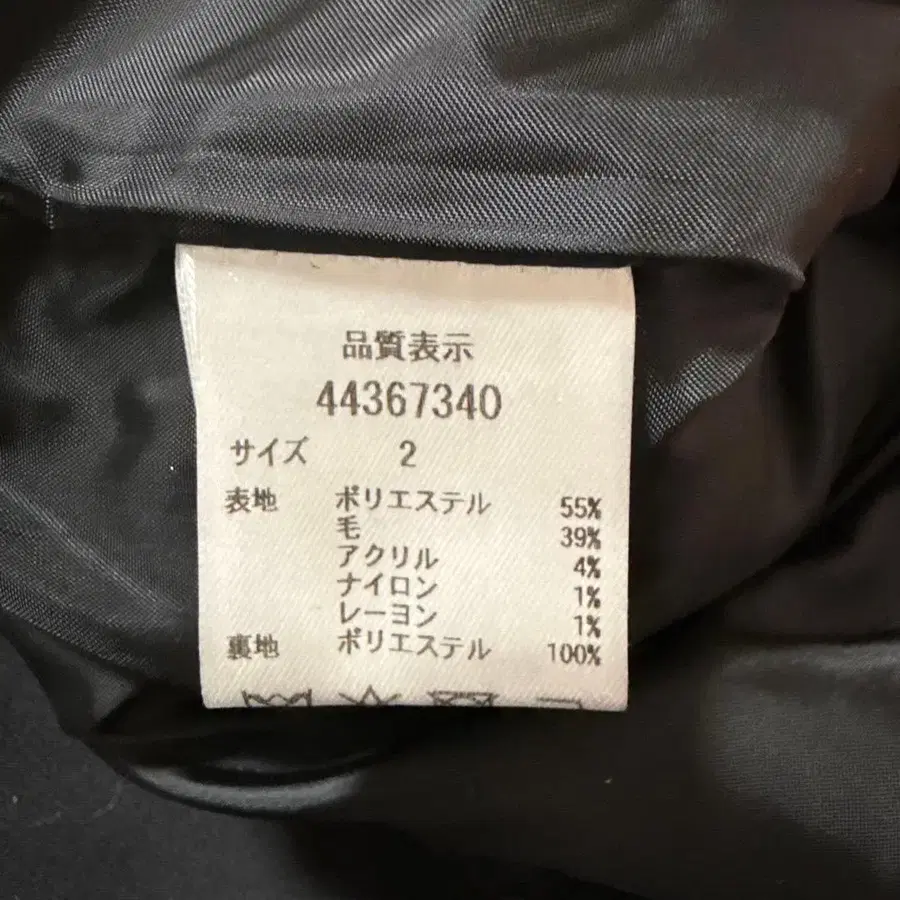 品質表示
44367340
サイズ 2
表地 ポリエステル 55%
毛 39%
アクリル 4%
ナイロン 1%
レーヨン 1%
裏地 ポリエステル 100%